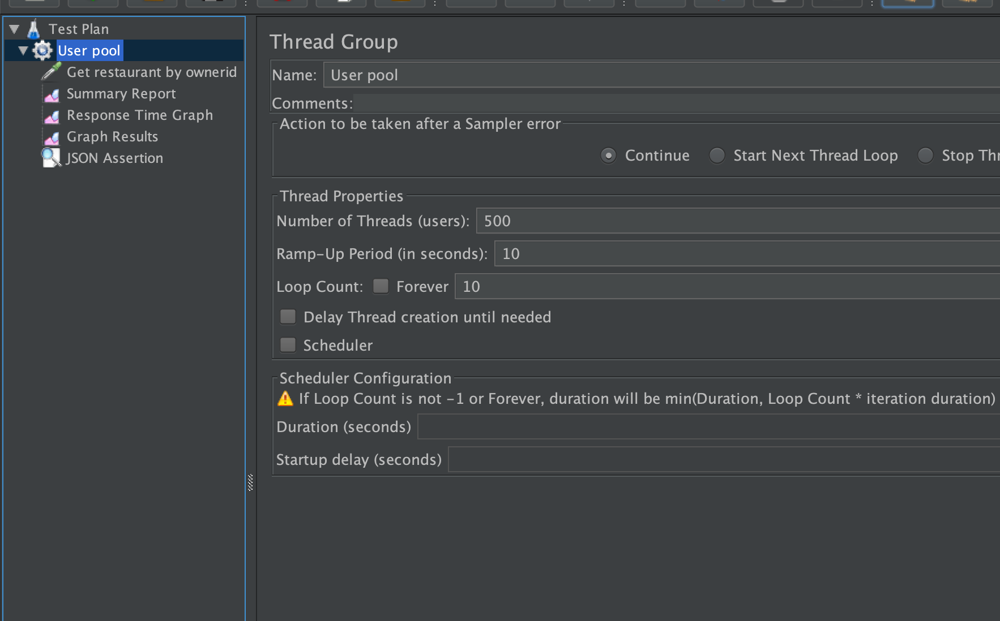 Test Plan
User pool
Get restaurant by ownerid
Summary Report
Response Time Graph
Graph Results
JSON Assertion
Thread Group
Name: User pool
Comments:
Action to be taken after a Sampler error
Continue Start Next Thread Loop Stop
Thread Properties
Number of Threads (users): 500
Ramp-Up Period (in seconds): 10
Loop Count: Forever 10
Delay Thread creation until needed
Scheduler
Scheduler Configuration
If Loop Count is not -1 or Forever, duration will be min(Duration, Loop Count * iteration duration)
Duration (seconds)
Startup delay (seconds)